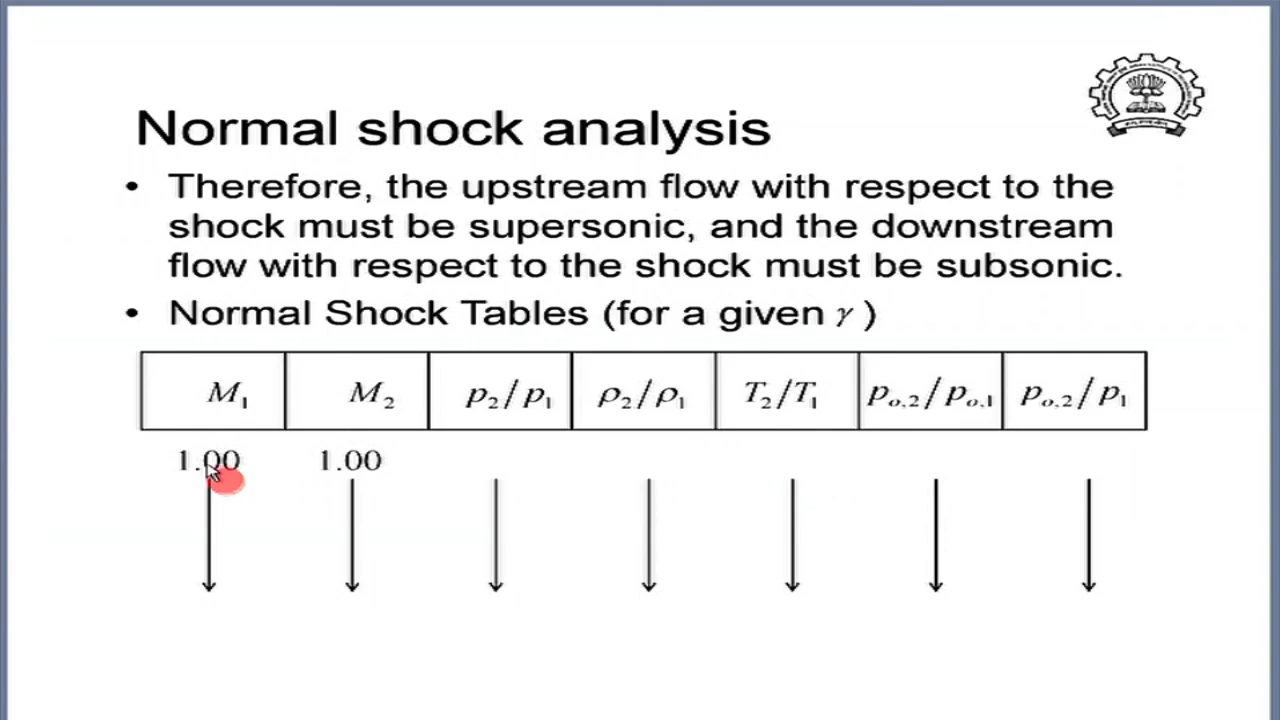 Normal shock analysis
• Therefore, the upstream flow with respect to the
shock must be supersonic, and the downstream
flow with respect to the shock must be subsonic.
• Normal Shock Tables (for a given γ )
M₁ M₂ p₂/p₁ ρ₂/ρ₁ T₂/T₁ pₒ,₂/pₒ,₁ pₒ,₂/p₁
1.00 1.00